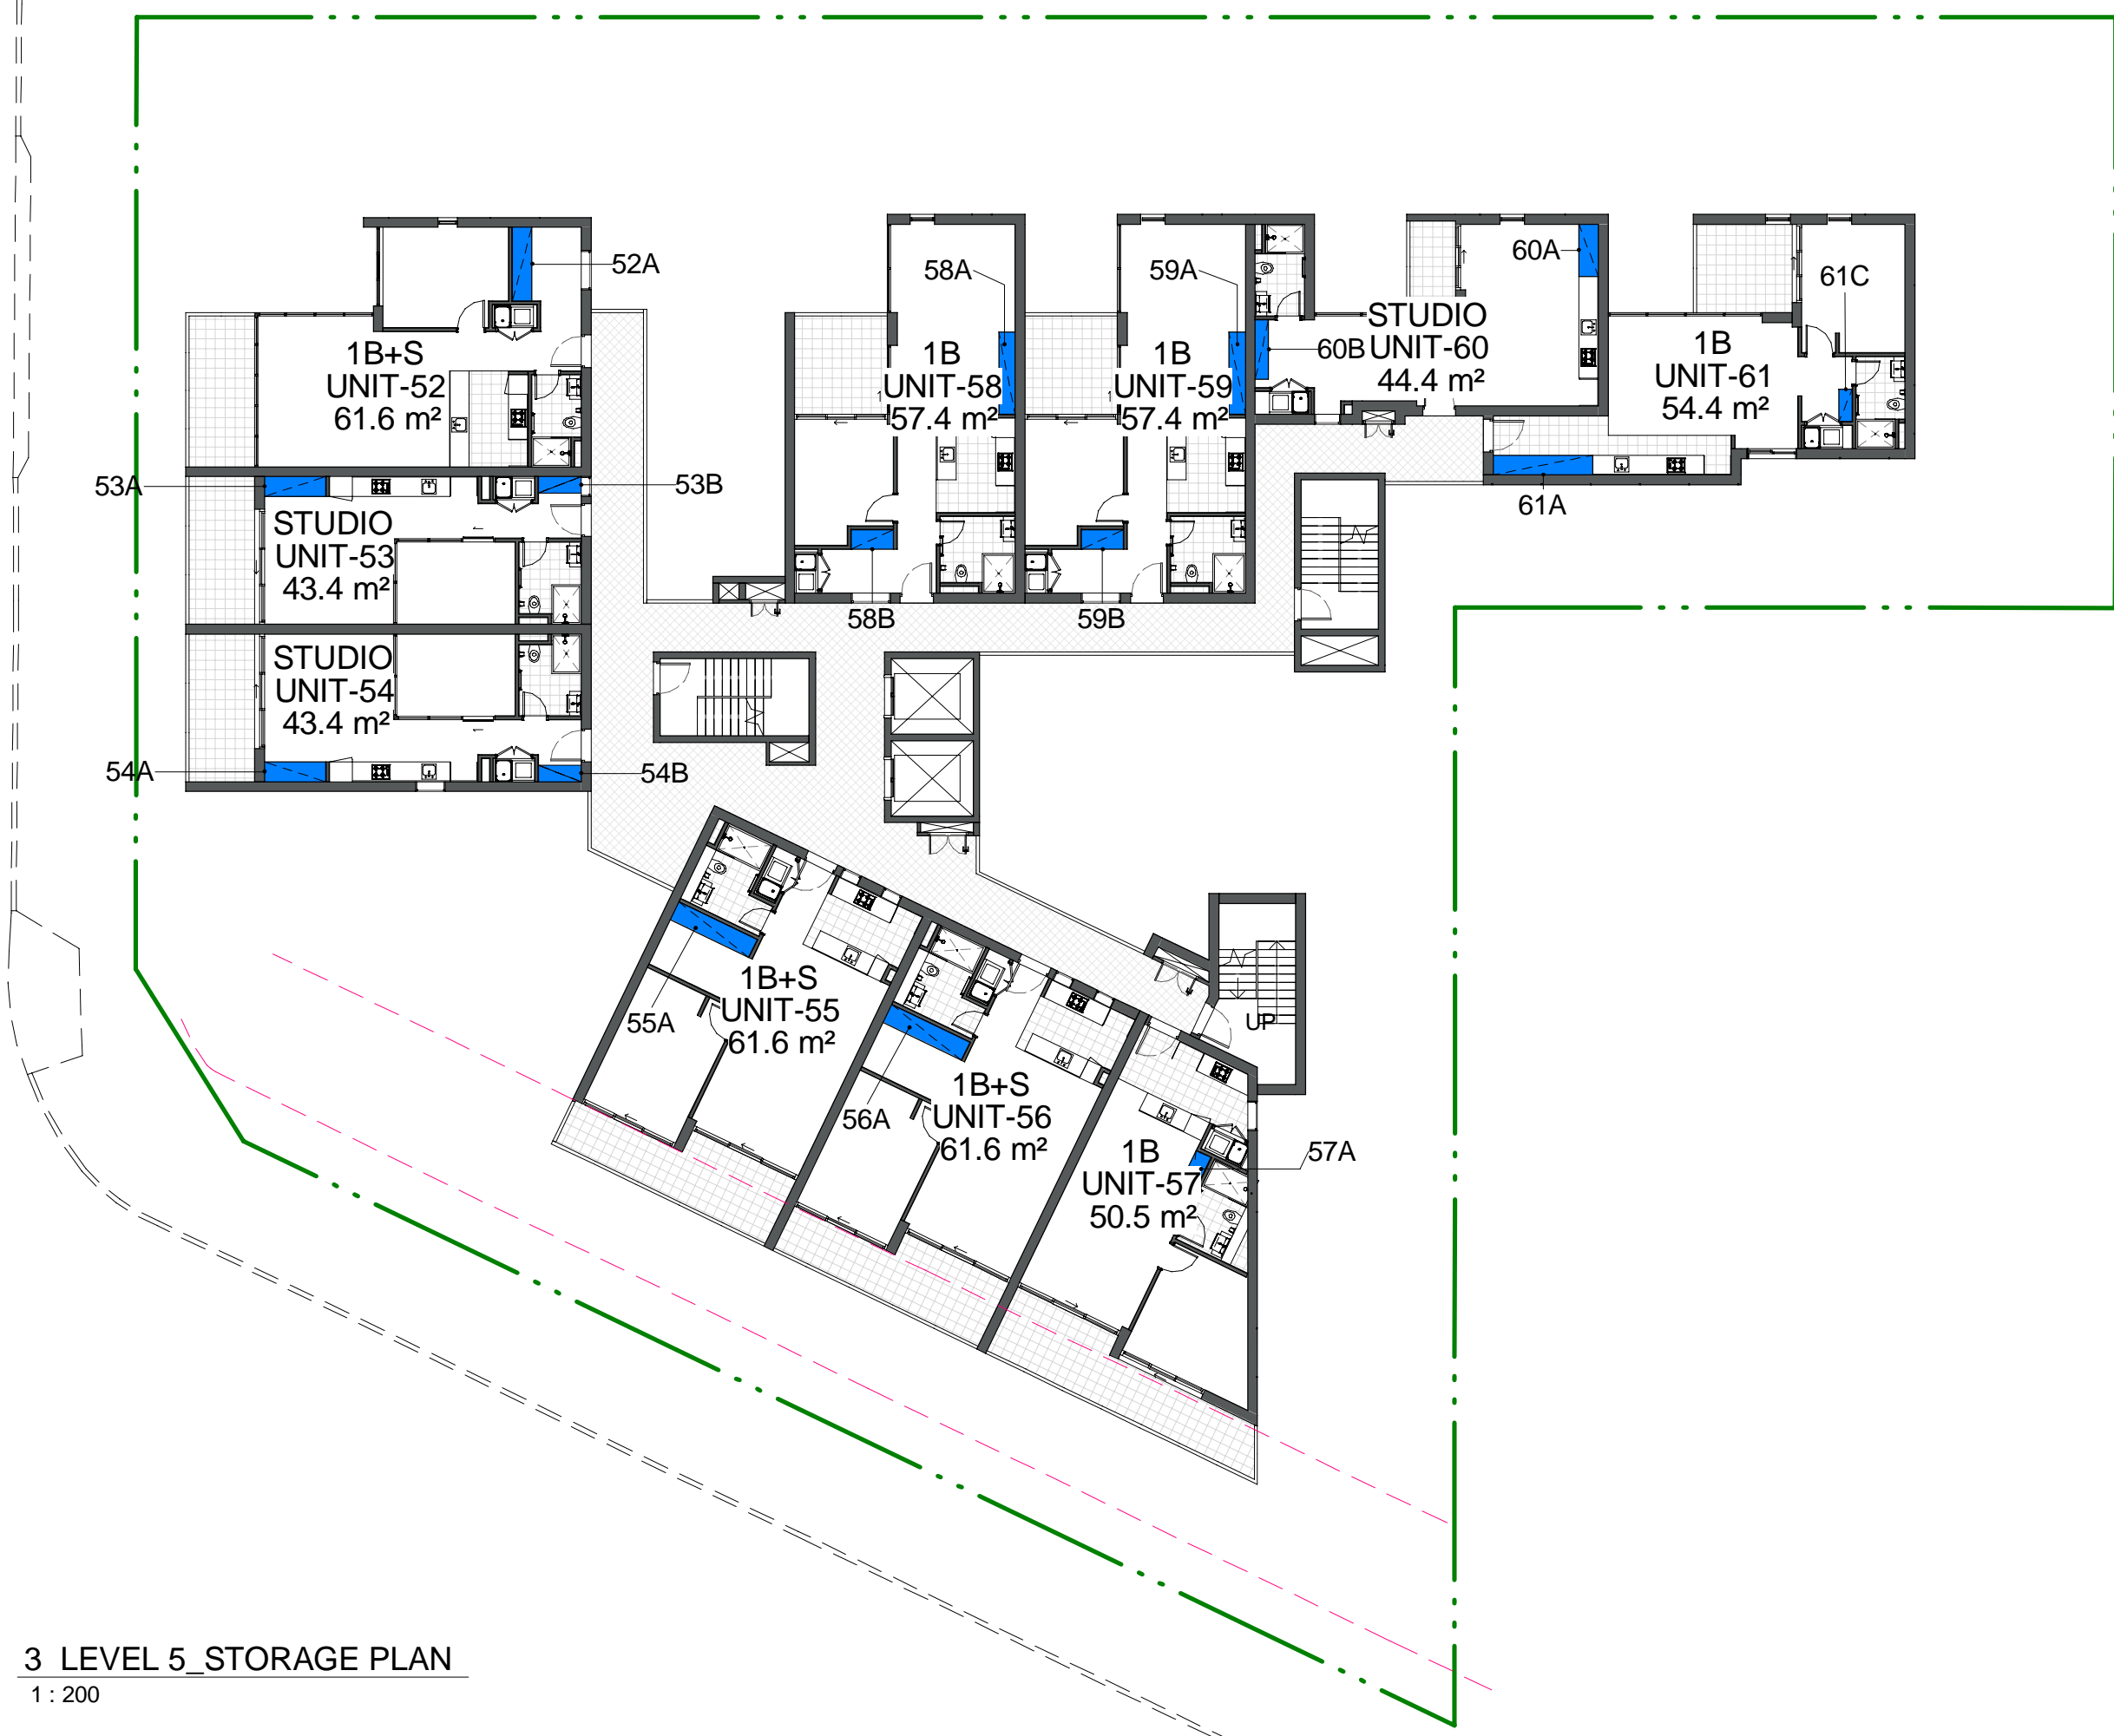 52A
58A
59A
60A
61C
1B+S
UNIT-52
61.6 m²
1B
UNIT-58
57.4 m²
1B
UNIT-59
57.4 m²
60B
STUDIO
UNIT-60
44.4 m²
1B
UNIT-61
54.4 m²
53A
53B
61A
STUDIO
UNIT-53
43.4 m²
58B
59B
STUDIO
UNIT-54
43.4 m²
54A
54B
1B+S
UNIT-55
61.6 m²
55A
UP
1B+S
UNIT-56
61.6 m²
56A
1B
UNIT-57
50.5 m²
57A
3 LEVEL 5_STORAGE PLAN
1 : 200